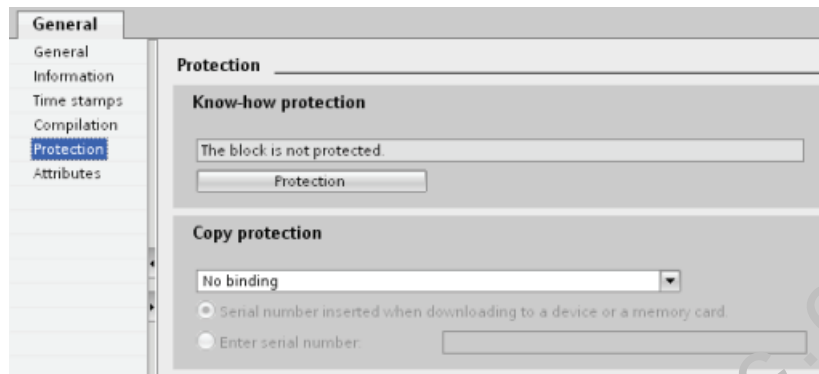 General
General
Information
Time stamps
Compilation
Protection
Attributes
Protection
Know-how protection
The block is not protected.
Protection
Copy protection
No binding
Serial number inserted when downloading to a device or a memory card.
Enter serial number: